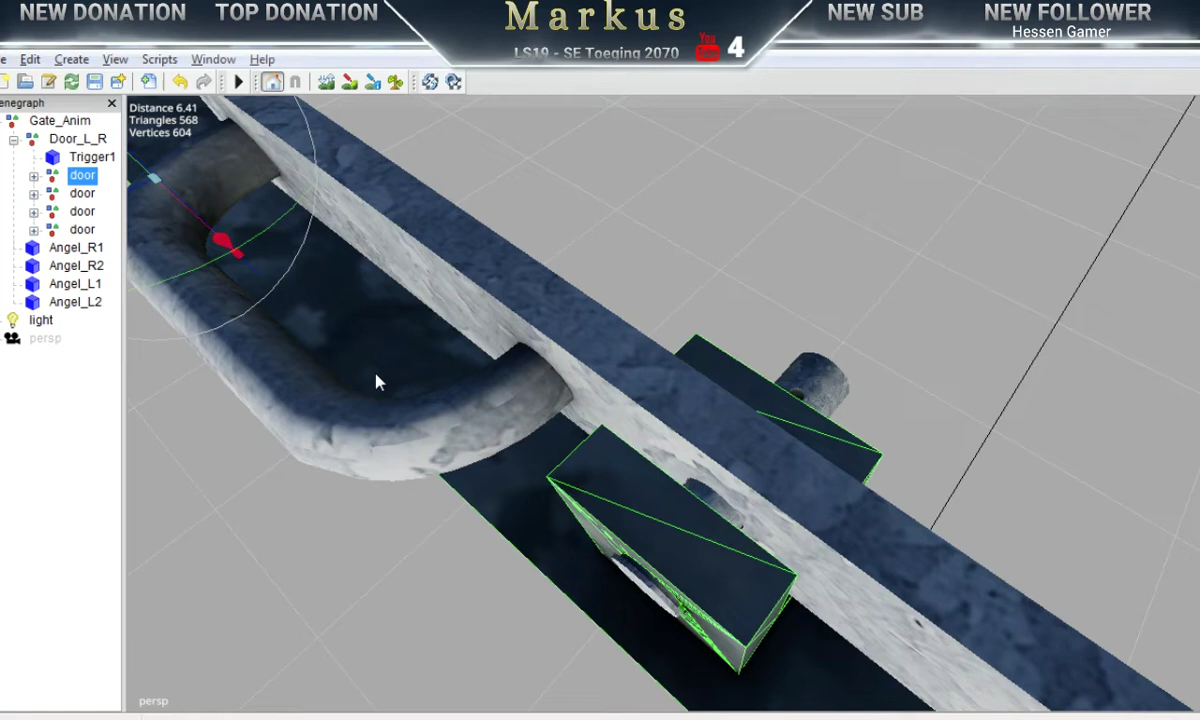 NEW DONATION
TOP DONATION
Markus
NEW SUB
NEW FOLLOWER
Hessen Gamer
LS19 - SE Toeging 2070
You
4
e Edit Create View Scripts Window Help
enegraph
Gate_Anim
Door_L_R
Trigger1
door
door
door
door
Angel_R1
Angel_R2
Angel_L1
Angel_L2
light
persp
Distance 6.41
Triangles 568
Vertices 604
persp